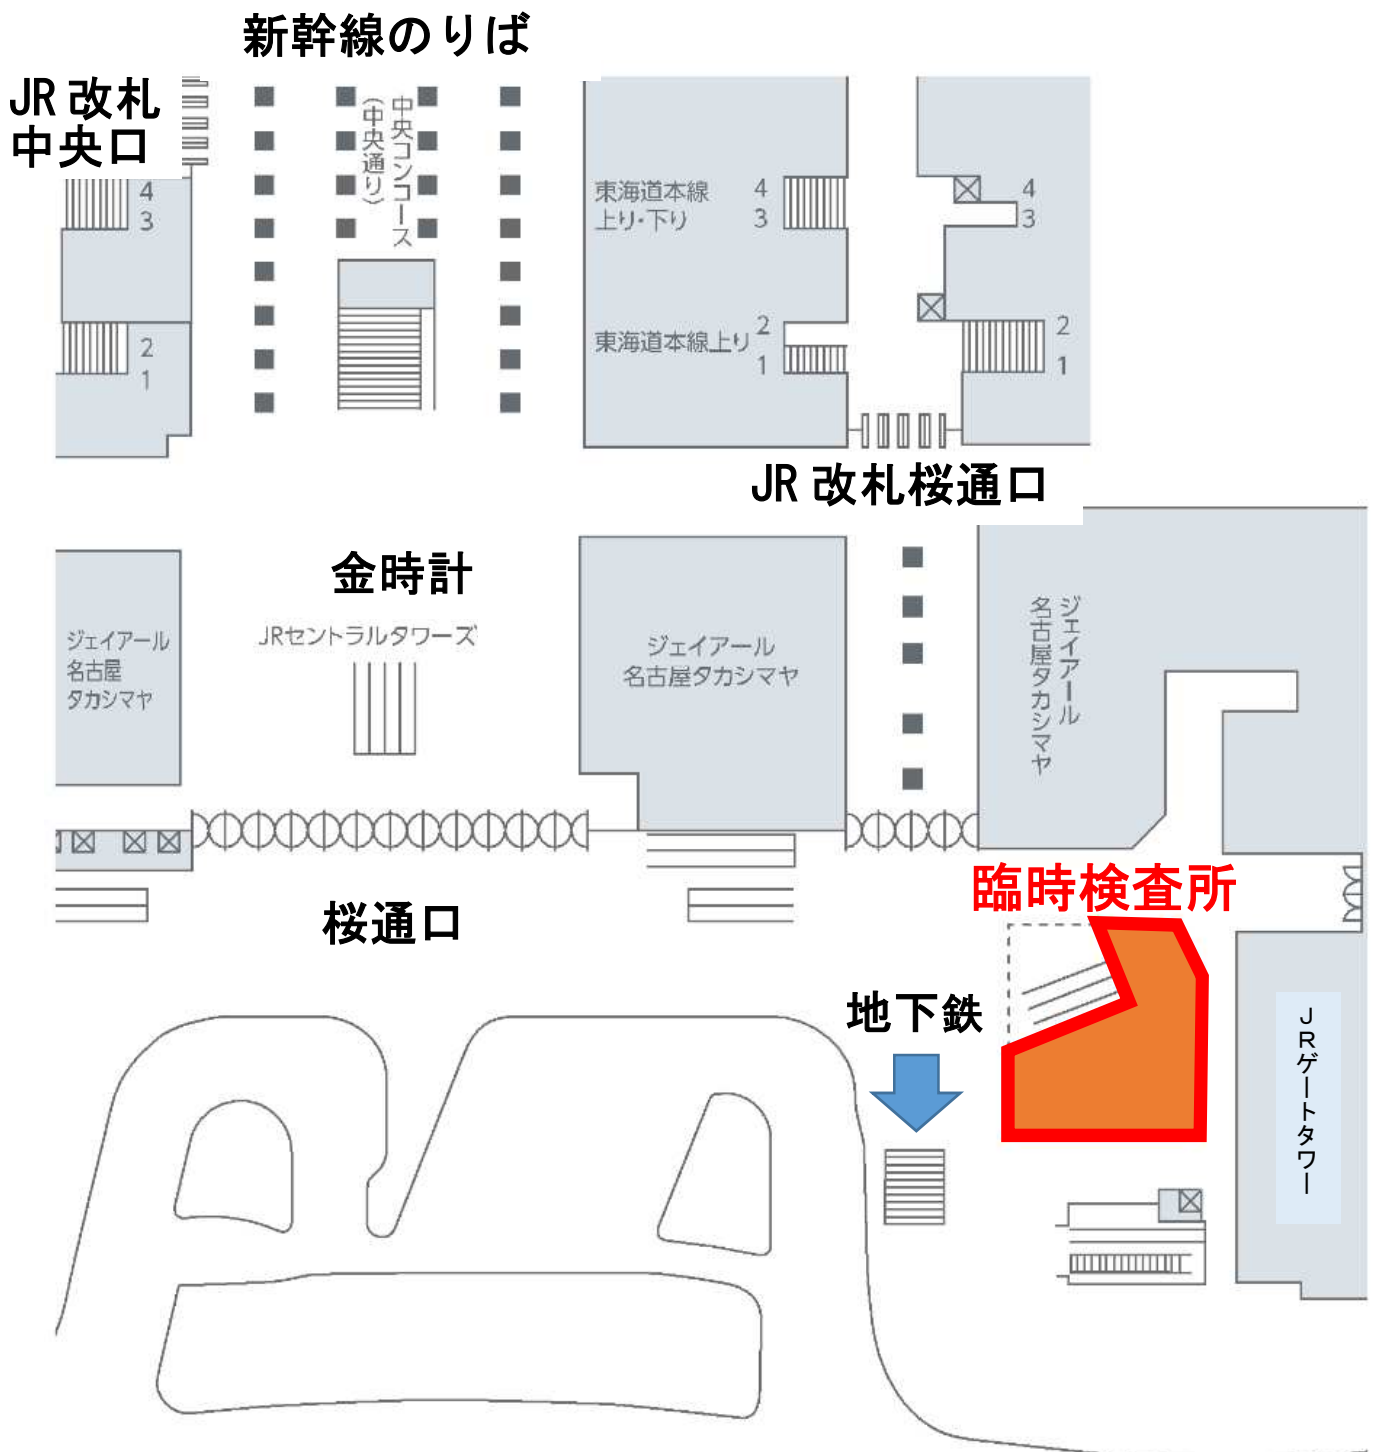 新幹線のりば
JR 改札
中央口
中央コンコース
(中央通り)
4
3
2
1
東海道本線
上り・下り
4
3
東海道本線上り
2
1
4
3
2
1
JR 改札桜通口
金時計
JRセントラルタワーズ
ジェイアール
名古屋
タカシマヤ
ジェイアール
名古屋タカシマヤ
ジェイアール
名古屋タカシマヤ
臨時検査所
桜通口
地下鉄
JRゲートタワー